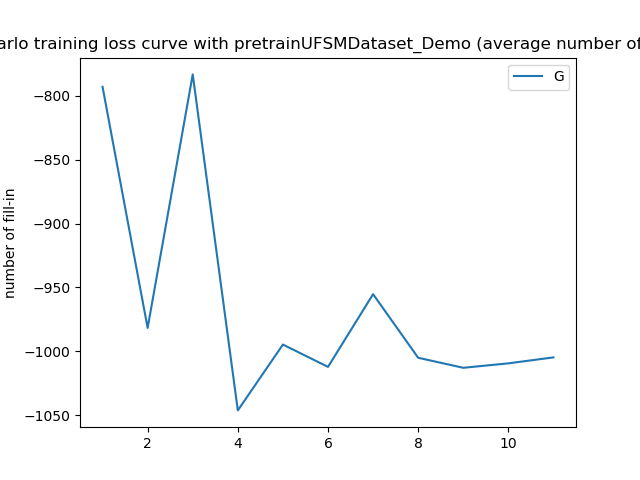 training loss curve with pretrainUFSMDataset_Demo (average number of
G
number of fill-in
−800
−850
−900
−950
−1000
−1050
2 4 6 8 10